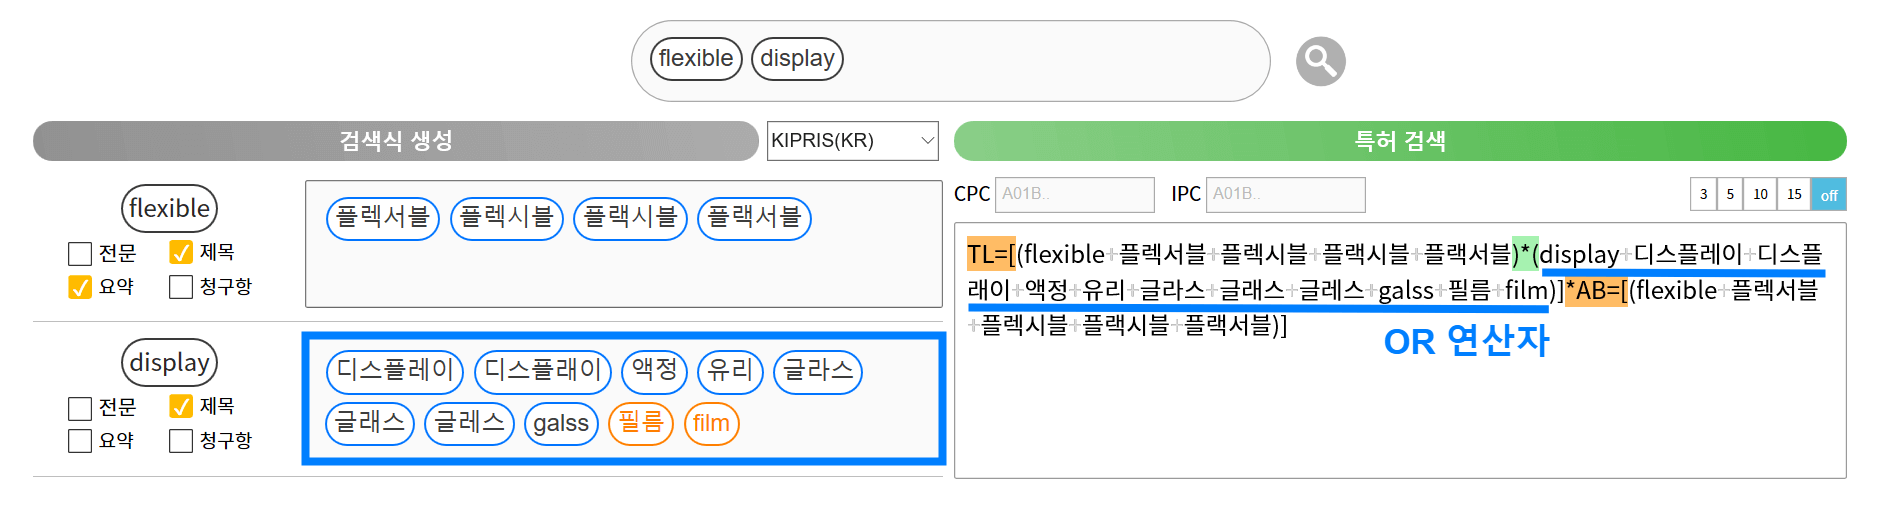 flexible display
검색식 생성 KIPRIS(KR) 특허 검색
flexible
전문 제목
요약 청구항
플렉서블 플렉시블 플랙시블 플랙서블
display
전문 제목
요약 청구항
디스플레이 디스플래이 액정 유리 글라스
글래스 글레스 galss 필름 film
CPC A01B.. IPC A01B.. 3 5 10 15 off
TL=[(flexible+플렉서블+플렉시블+플랙시블+플랙서블)*(display+디스플레이+디스플
래이+액정+유리+글라스+글래스+글레스+galss+필름+film)]*AB=[(flexible+플렉서블
+플렉시블+플랙시블+플랙서블)]
OR 연산자